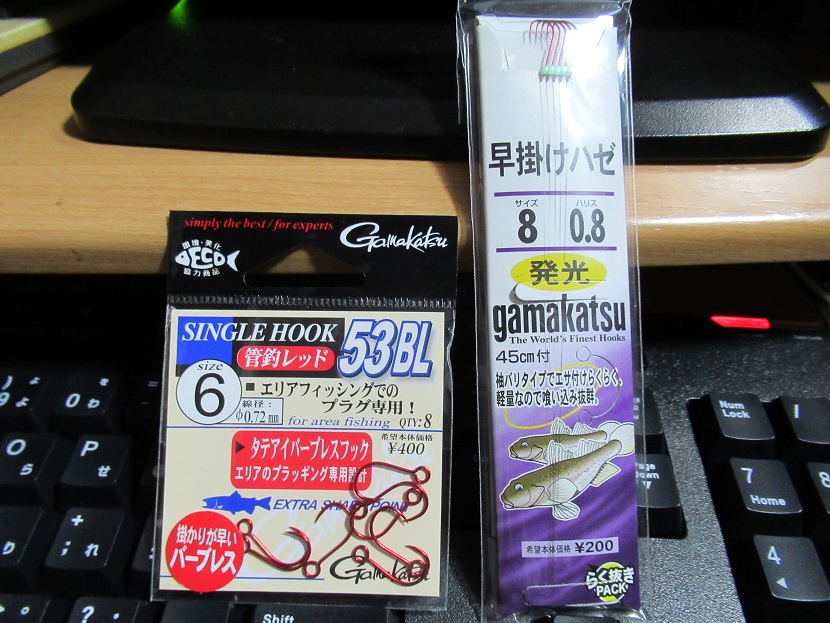 simply the best / for experts
Gamakatsu
環境・美化
ECO
協力商品
SINGLE HOOK
53BL
管釣レッド
size
6
■エリアフィッシングでの
プラグ専用!
線径:
φ0.72mm
for area fishing
QTY:8
希望本体価格
¥400
▶タテアイバーブレスフック
エリアのプラッギング専用設計
EXTRA SHARP POINT
掛かりが早い
バーブレス
Gamakatsu
早掛けハゼ
サイズ
8
ハリス
0.8
発光
gamakatsu
The World's Finest Hooks
45cm付
袖バリタイプでエサ付けらくらく、
軽量なので喰い込み抜群。
希望本体価格 ¥200
らく抜き
PACK
Num
Lock
/
7
Home
4
Shift
9
よ
0
わ
O
ら
P
せ
L
り
+
;
れ
?